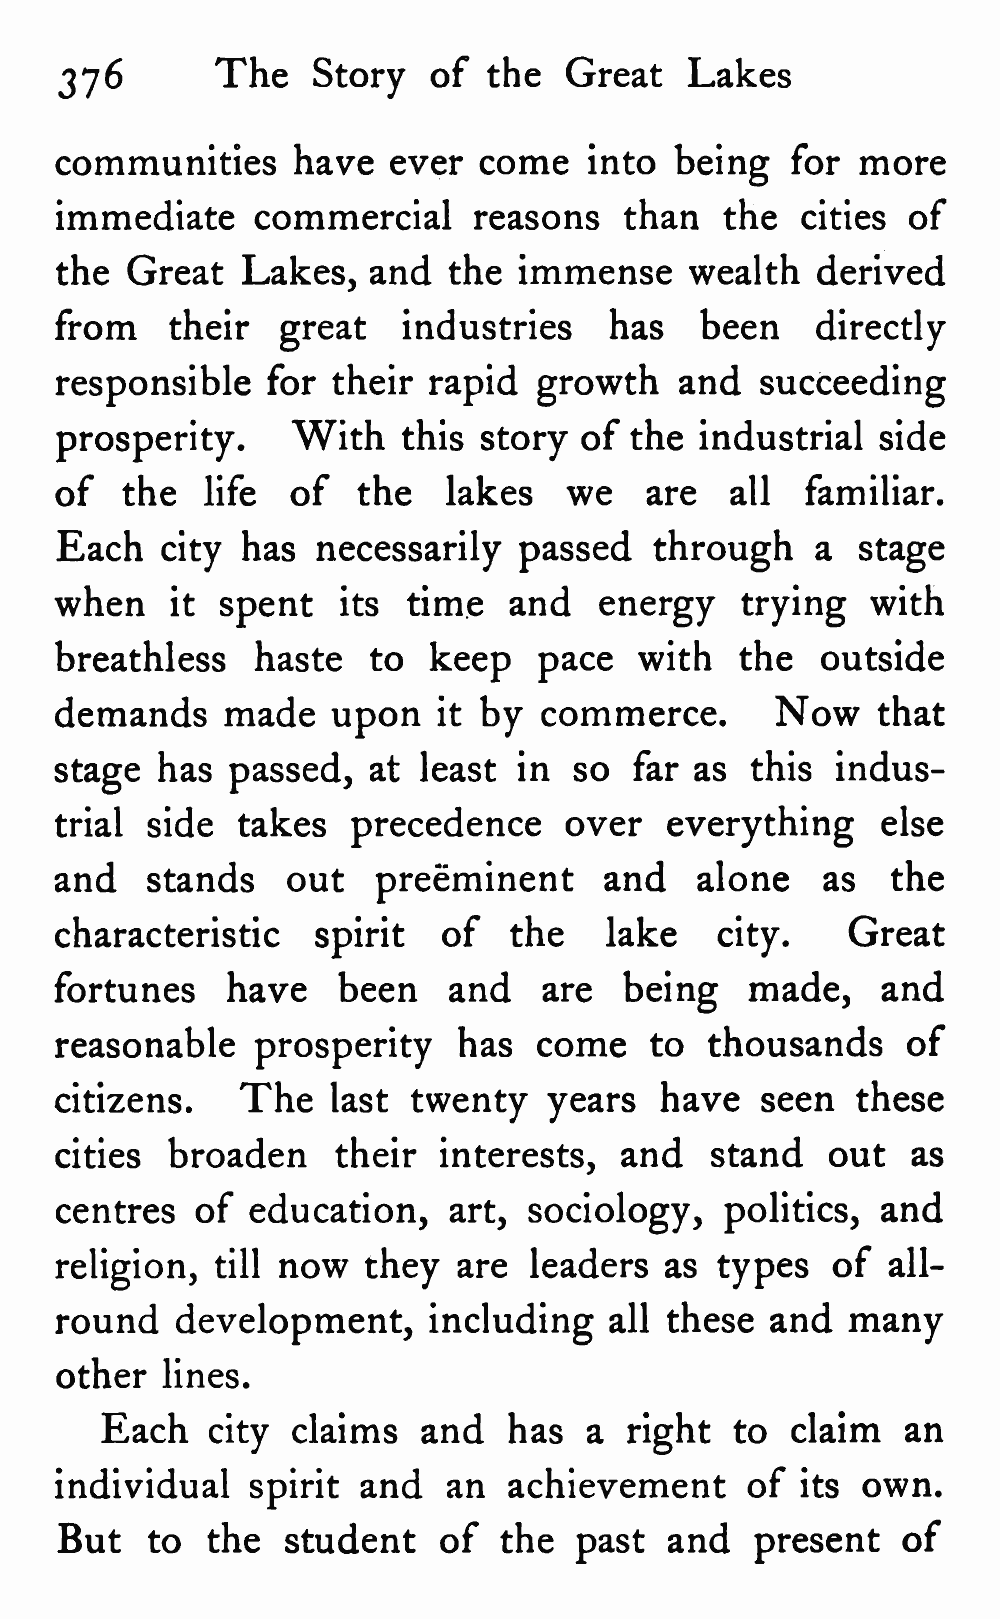 376 The Story of the Great Lakes
communities have ever come into being for more
immediate commercial reasons than the cities of
the Great Lakes, and the immense wealth derived
from their great industries has been directly
responsible for their rapid growth and succeeding
prosperity. With this story of the industrial side
of the life of the lakes we are all familiar.
Each city has necessarily passed through a stage
when it spent its time and energy trying with
breathless haste to keep pace with the outside
demands made upon it by commerce. Now that
stage has passed, at least in so far as this indus-
trial side takes precedence over everything else
and stands out preëminent and alone as the
characteristic spirit of the lake city. Great
fortunes have been and are being made, and
reasonable prosperity has come to thousands of
citizens. The last twenty years have seen these
cities broaden their interests, and stand out as
centres of education, art, sociology, politics, and
religion, till now they are leaders as types of all-
round development, including all these and many
other lines.
Each city claims and has a right to claim an
individual spirit and an achievement of its own.
But to the student of the past and present of